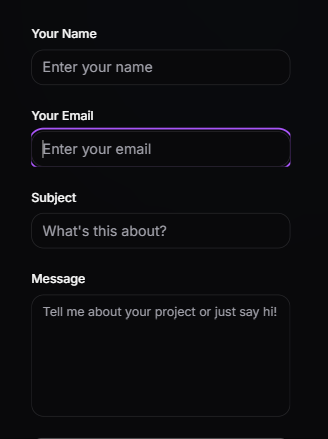 Your Name
Enter your name
Your Email
Enter your email
Subject
What's this about?
Message
Tell me about your project or just say hi!